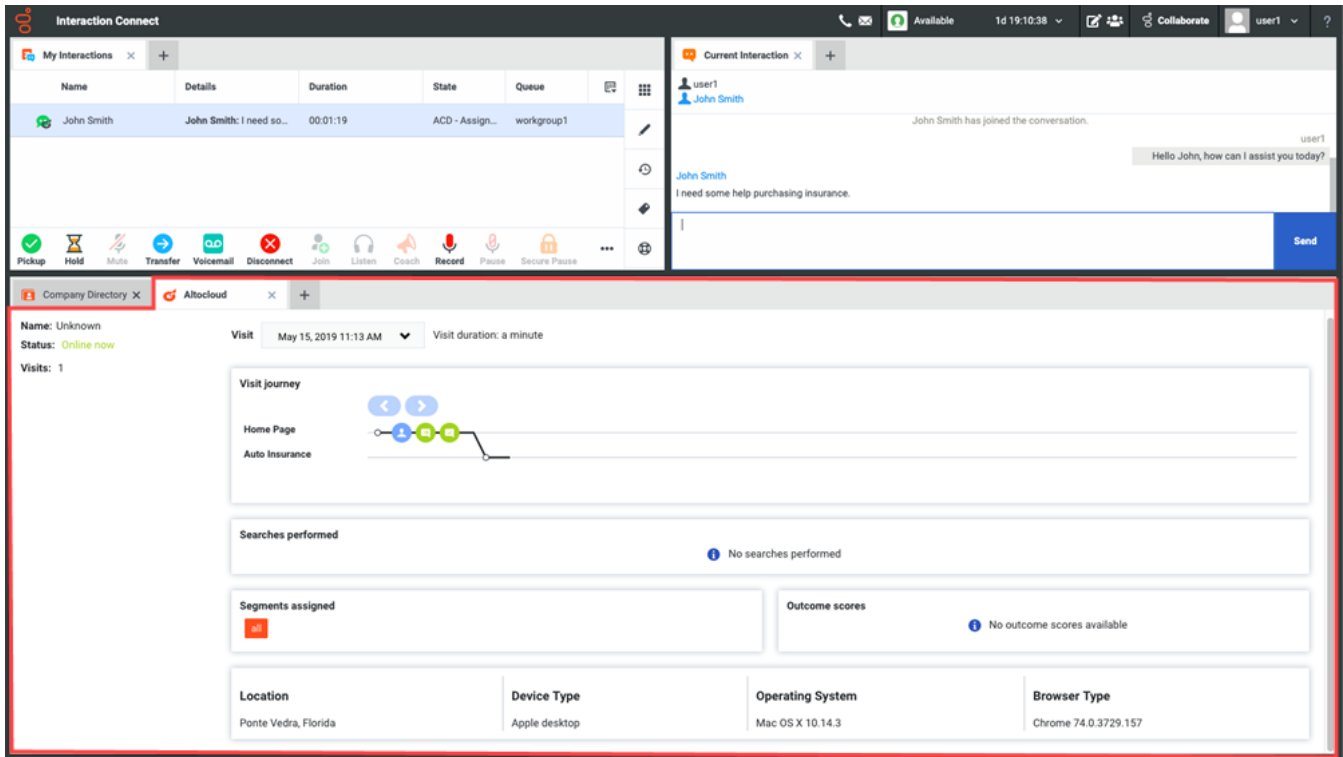 Interaction Connect
Available
1d 19:10:38
Collaborate
user1
?
My Interactions
Name Details Duration State Queue
John Smith John Smith: I need so... 00:01:19 ACD - Assign... workgroup1
Pickup Hold Mute Transfer Voicemail Disconnect Join Listen Coach Record Pause Secure Pause
Current Interaction
user1
John Smith
John Smith has joined the conversation.
user1
Hello John, how can I assist you today?
John Smith
I need some help purchasing insurance.
Send
Company Directory
Altocloud
Name: Unknown
Status: Online now
Visits: 1
Visit May 15, 2019 11:13 AM Visit duration: a minute
Visit journey
Home Page
Auto Insurance
Searches performed
No searches performed
Segments assigned
all
Outcome scores
No outcome scores available
Location Device Type Operating System Browser Type
Ponte Vedra, Florida Apple desktop Mac OS X 10.14.3 Chrome 74.0.3729.157